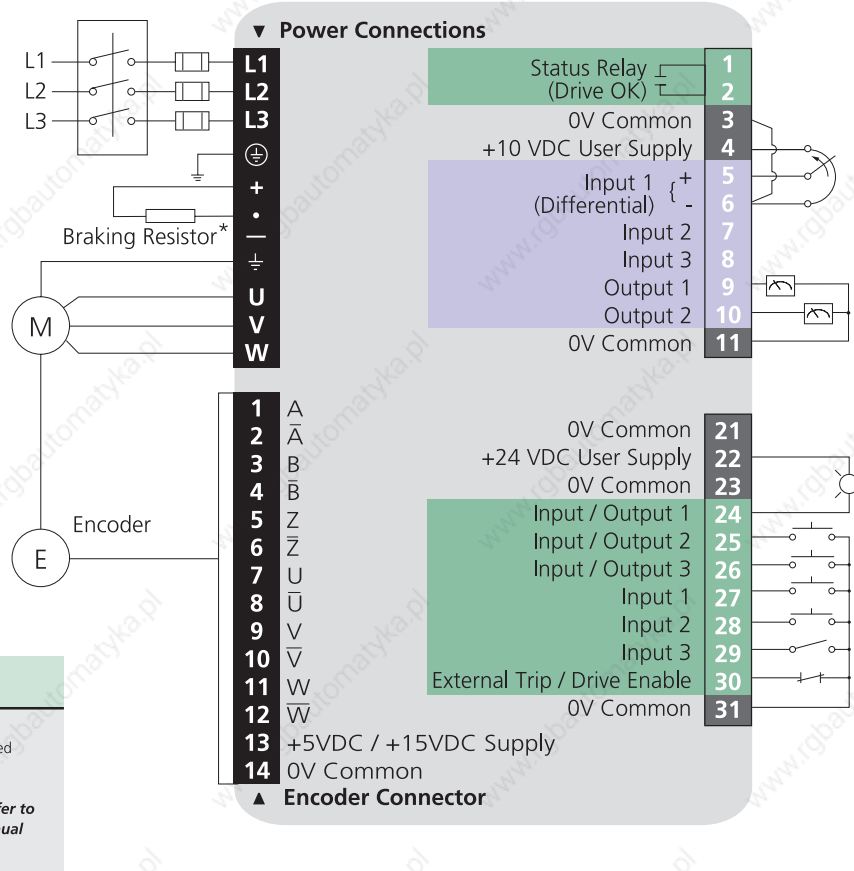 ▼ Power Connections
L1
L2
L3
L1
L2
L3
+
•
—
Braking Resistor*
U
V
W
M
Encoder
E
Status Relay 1
(Drive OK) 2
0V Common 3
+10 VDC User Supply 4
Input 1 { + 5
(Differential) - 6
Input 2 7
Input 3 8
Output 1 9
Output 2 10
0V Common 11
1 A
2 A̅
3 B
4 B̅
5 Z
6 Z̅
7 U
8 U̅
9 V
10 V̅
11 W
12 W̅
13 +5VDC / +15VDC Supply
14 0V Common
▲ Encoder Connector
0V Common 21
+24 VDC User Supply 22
0V Common 23
Input / Output 1 24
Input / Output 2 25
Input / Output 3 26
Input 1 27
Input 2 28
Input 3 29
External Trip / Drive Enable 30
0V Common 31
www.rgbautomatyka.pl